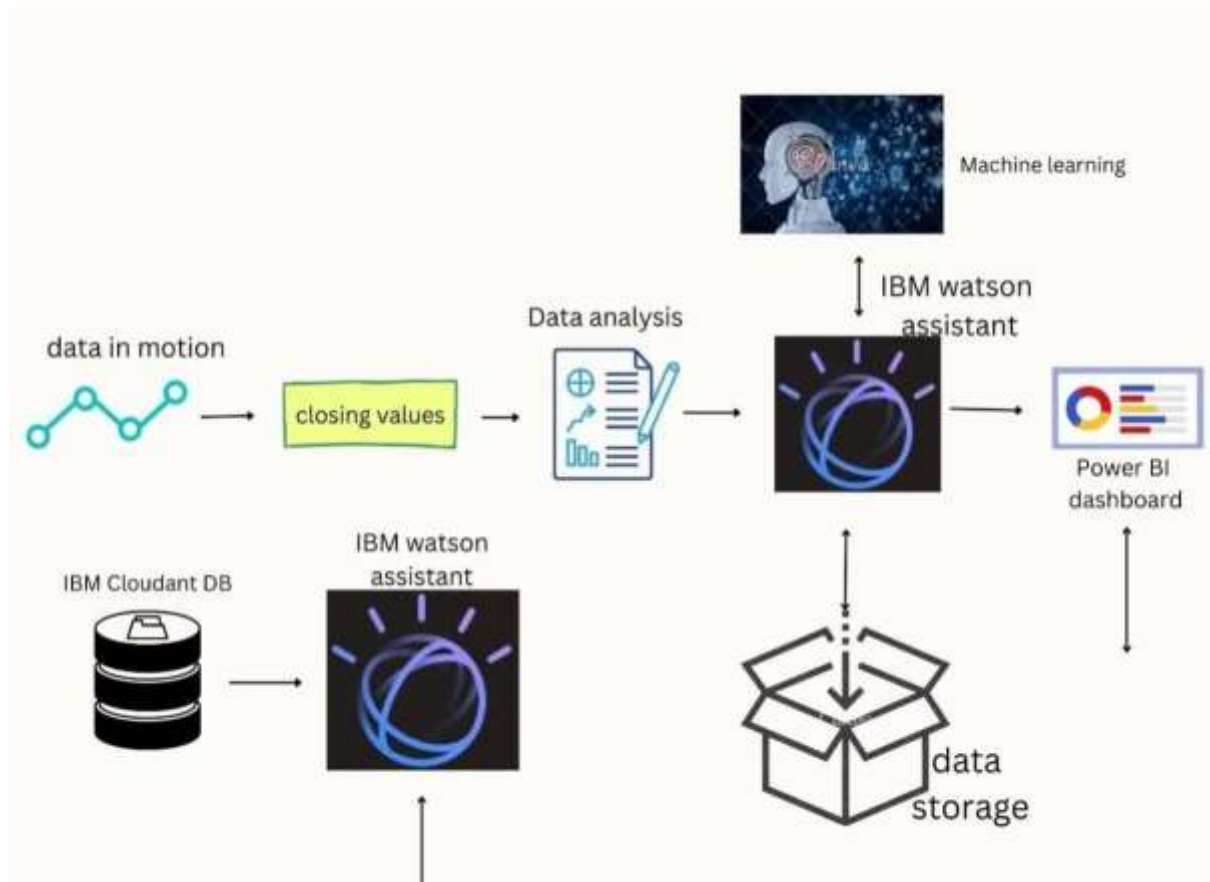 Machine learning
IBM watson
assistant
Data analysis
data in motion
closing values
Power BI
dashboard
IBM watson
assistant
IBM Cloudant DB
data
storage